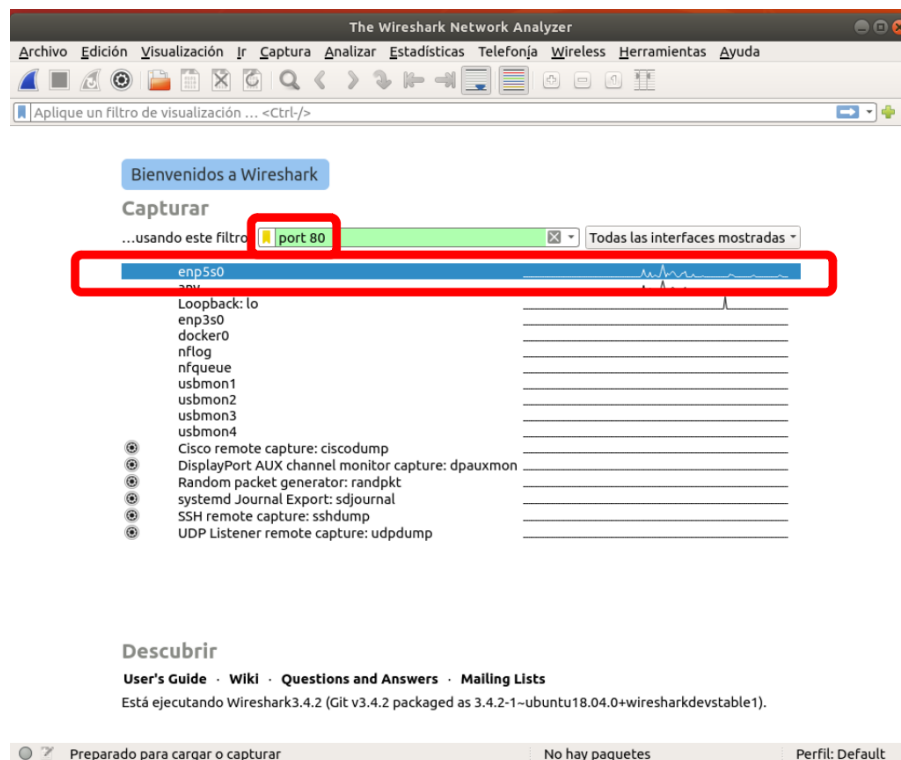 The Wireshark Network Analyzer
Archivo Edición Visualización Ir Captura Analizar Estadísticas Telefonía Wireless Herramientas Ayuda
Aplique un filtro de visualización ... <Ctrl-/>
Bienvenidos a Wireshark
Capturar
...usando este filtro port 80 Todas las interfaces mostradas
enp5s0
any
Loopback: lo
enp3s0
docker0
nflog
nfqueue
usbmon1
usbmon2
usbmon3
usbmon4
Cisco remote capture: ciscodump
DisplayPort AUX channel monitor capture: dpauxmon
Random packet generator: randpkt
systemd Journal Export: sdjournal
SSH remote capture: sshdump
UDP Listener remote capture: udpdump
Descubrir
User's Guide · Wiki · Questions and Answers · Mailing Lists
Está ejecutando Wireshark3.4.2 (Git v3.4.2 packaged as 3.4.2-1~ubuntu18.04.0+wiresharkdevstable1).
Preparado para cargar o capturar No hay paquetes Perfil: Default